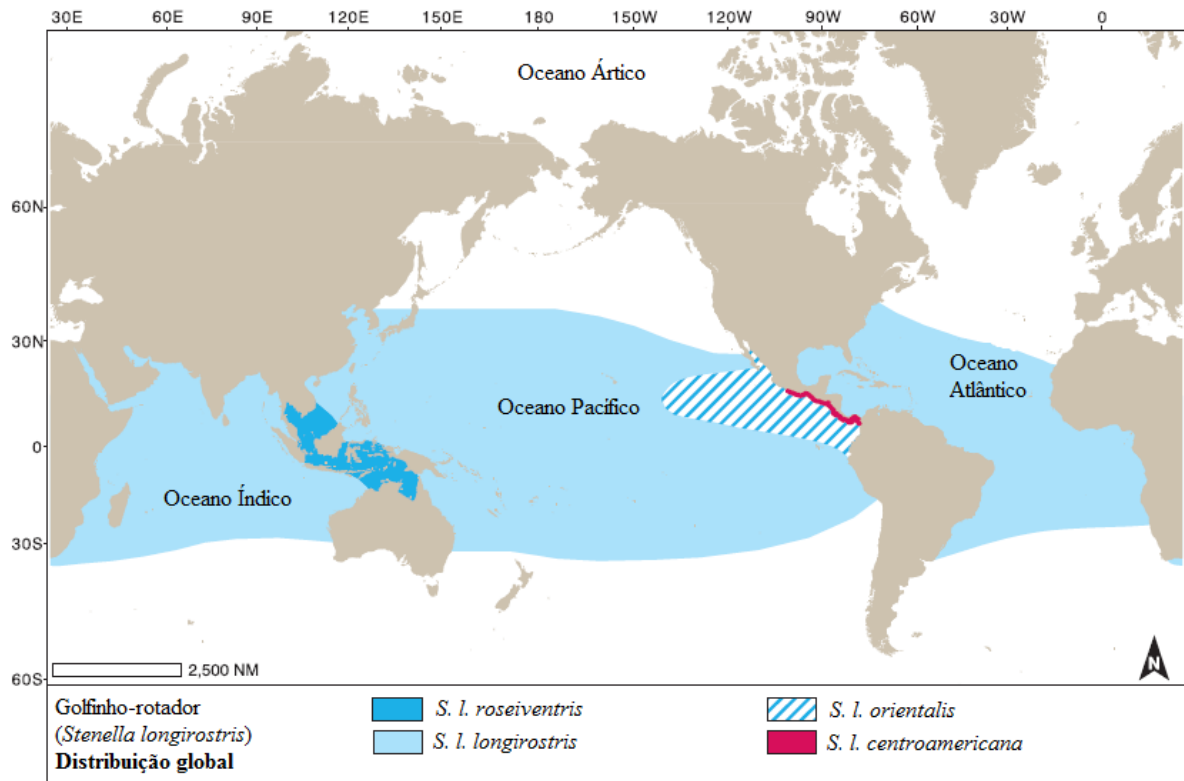 30E 60E 90E 120E 150E 180 150W 120W 90W 60W 30W 0
Oceano Ártico
60N
30N
Oceano
Atlântico
Oceano Pacífico
0
Oceano Índico
30S
2,500 NM
N
60S
Golfinho-rotador
(Stenella longirostris)
Distribuição global
S. l. roseiventris
S. l. longirostris
S. l. orientalis
S. l. centroamericana